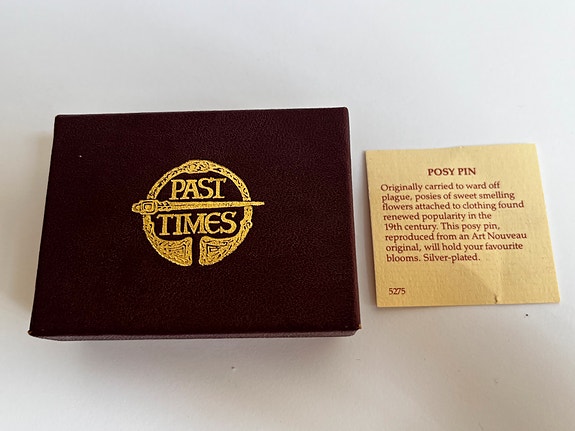 PAST
TIMES
POSY PIN
Originally carried to ward off
plague, posies of sweet smelling
flowers attached to clothing found
renewed popularity in the
19th century. This posy pin,
reproduced from an Art Nouveau
original, will hold your favourite
blooms. Silver-plated.
5275